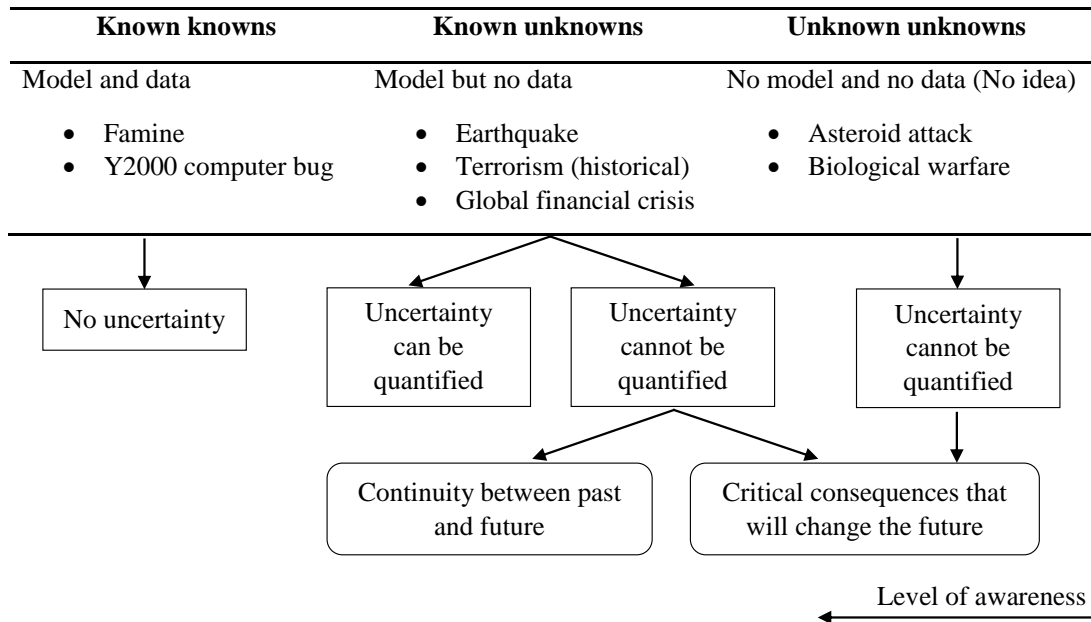 Known knowns Known unknowns Unknown unknowns
Model and data Model but no data No model and no data (No idea)
• Famine • Earthquake • Asteroid attack
• Y2000 computer bug • Terrorism (historical) • Biological warfare
• Global financial crisis
No uncertainty
Uncertainty
can be
quantified
Uncertainty
cannot be
quantified
Uncertainty
cannot be
quantified
Continuity between past
and future
Critical consequences that
will change the future
Level of awareness